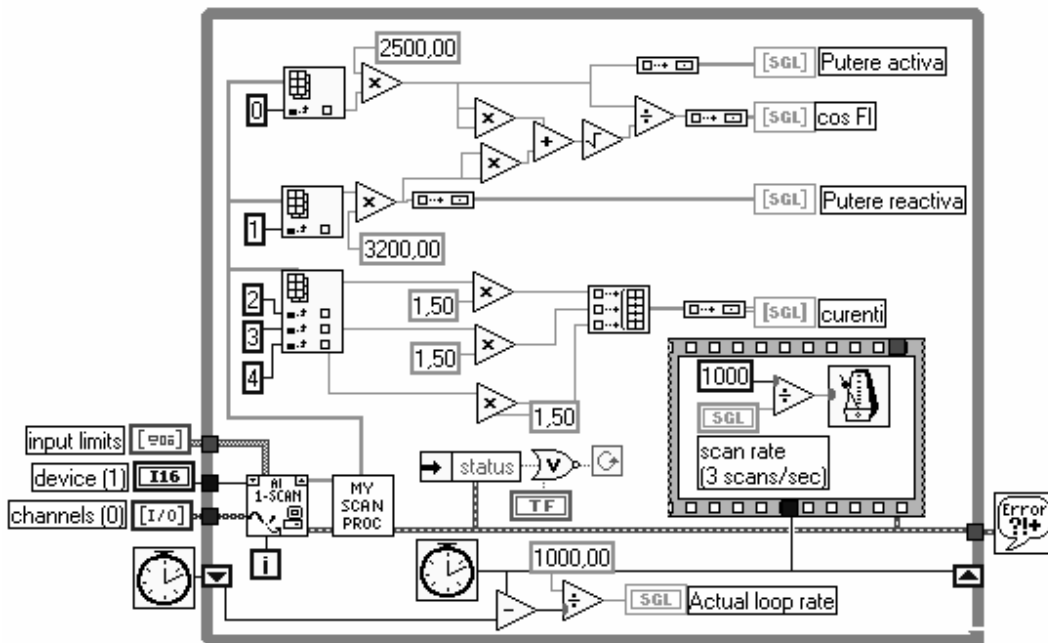 2500,00
[SGL] Putere activa
0
[SGL] cos FI
1
[SGL] Putere reactiva
3200,00
2
3
4
1,50
1,50
1,50
[SGL] curenti
1000
SGL
scan rate
(3 scans/sec)
input limits
device (1) I16
channels (0) [I/O]
AI
1-SCAN
MY
SCAN
PROC
status
V
TF
i
Error
?!+
1000,00
SGL Actual loop rate